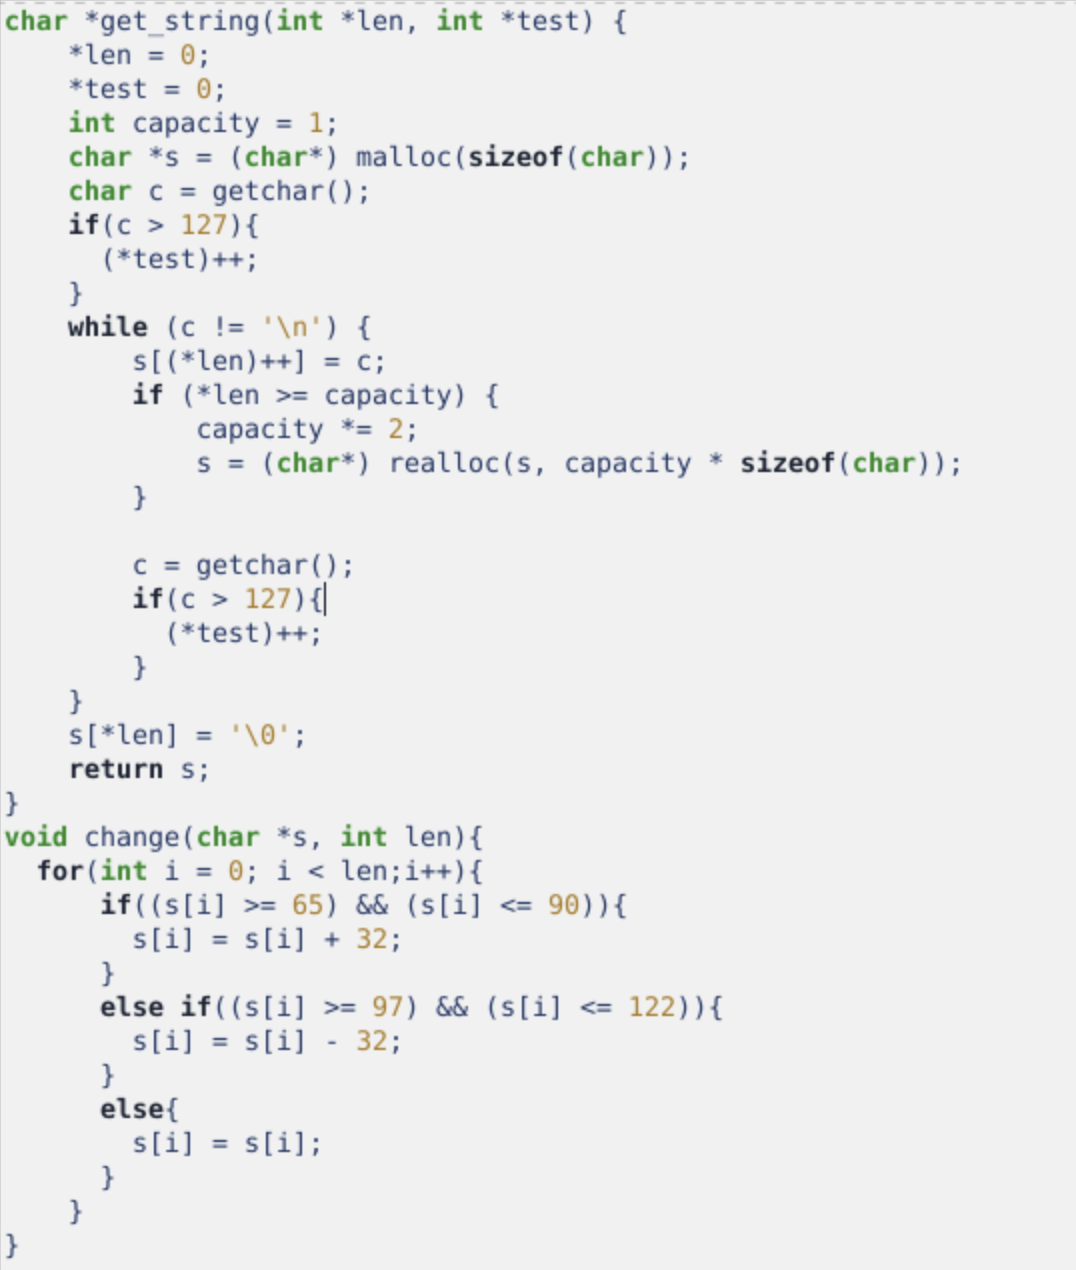 char *get_string(int *len, int *test) {
    *len = 0;
    *test = 0;
    int capacity = 1;
    char *s = (char*) malloc(sizeof(char));
    char c = getchar();
    if(c > 127){
      (*test)++;
    }
    while (c != '\n') {
        s[(*len)++] = c;
        if (*len >= capacity) {
            capacity *= 2;
            s = (char*) realloc(s, capacity * sizeof(char));
        }

        c = getchar();
        if(c > 127){
          (*test)++;
        }
    }
    s[*len] = '\0';
    return s;
}
void change(char *s, int len){
  for(int i = 0; i < len;i++){
      if((s[i] >= 65) && (s[i] <= 90)){
        s[i] = s[i] + 32;
      }
      else if((s[i] >= 97) && (s[i] <= 122)){
        s[i] = s[i] - 32;
      }
      else{
        s[i] = s[i];
      }
    }
}